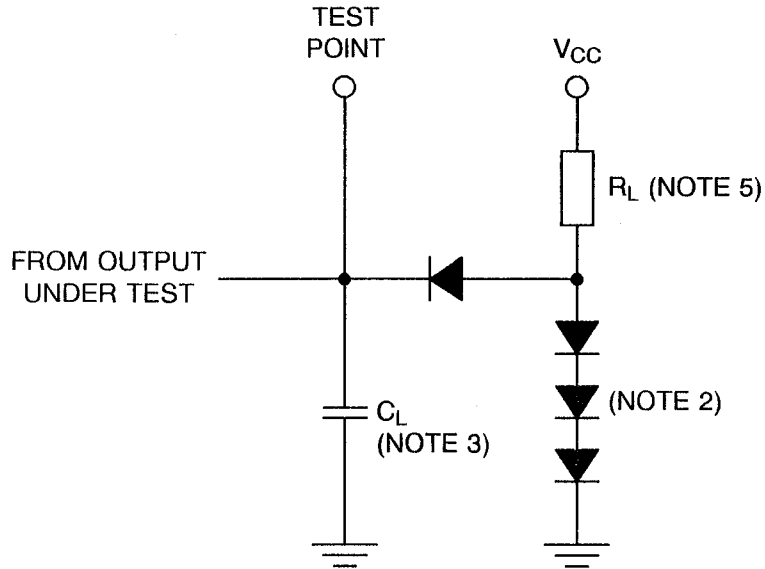 TEST
POINT
VCC
RL (NOTE 5)
FROM OUTPUT
UNDER TEST
(NOTE 2)
CL
(NOTE 3)